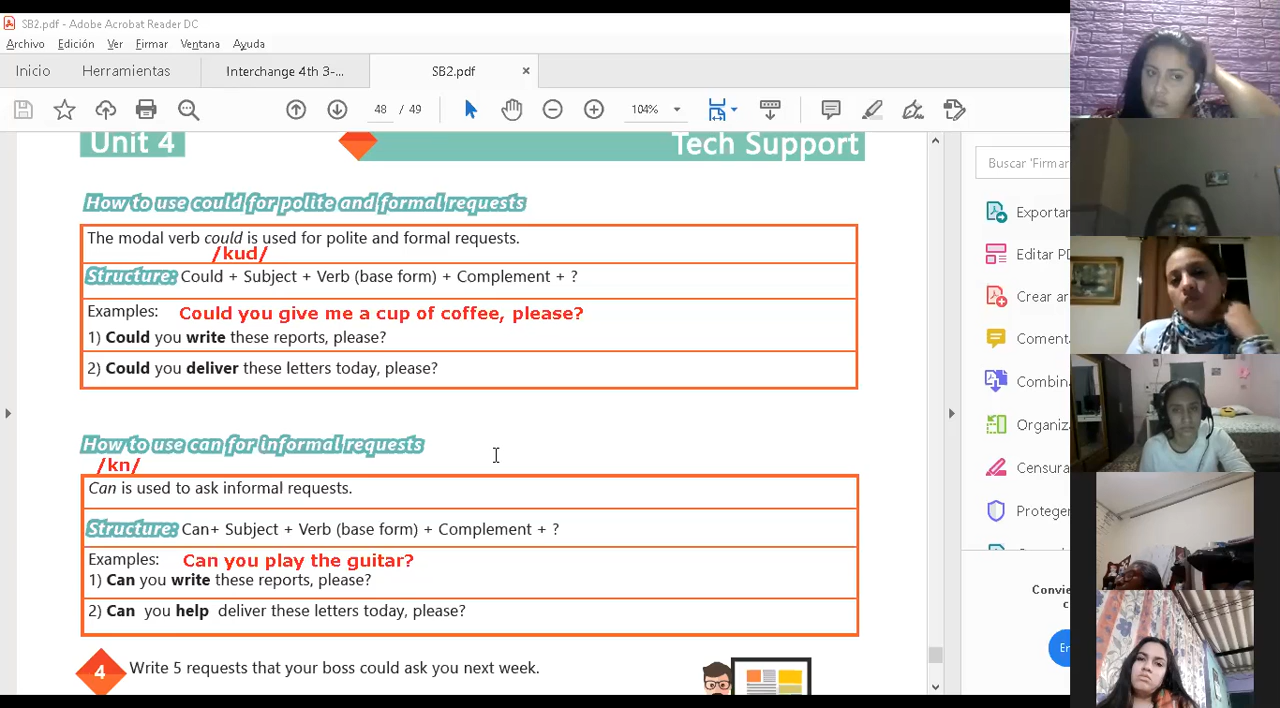 SB2.pdf - Adobe Acrobat Reader DC
Archivo Edición Ver Firmar Ventana Ayuda
Inicio Herramientas Interchange 4th 3-... SB2.pdf ×
48 / 49 104%
Unit 4 Tech Support
How to use could for polite and formal requests
The modal verb could is used for polite and formal requests.
/kud/
Structure: Could + Subject + Verb (base form) + Complement + ?
Examples: Could you give me a cup of coffee, please?
1) Could you write these reports, please?
2) Could you deliver these letters today, please?
How to use can for informal requests
/kn/
Can is used to ask informal requests.
Structure: Can+ Subject + Verb (base form) + Complement + ?
Examples: Can you play the guitar?
1) Can you write these reports, please?
2) Can you help deliver these letters today, please?
4 Write 5 requests that your boss could ask you next week.
Buscar 'Firmar
Exportar
Editar PD
Crear ar
Comenta
Combin
Organiz
Censura
Proteger
Convie
c
En